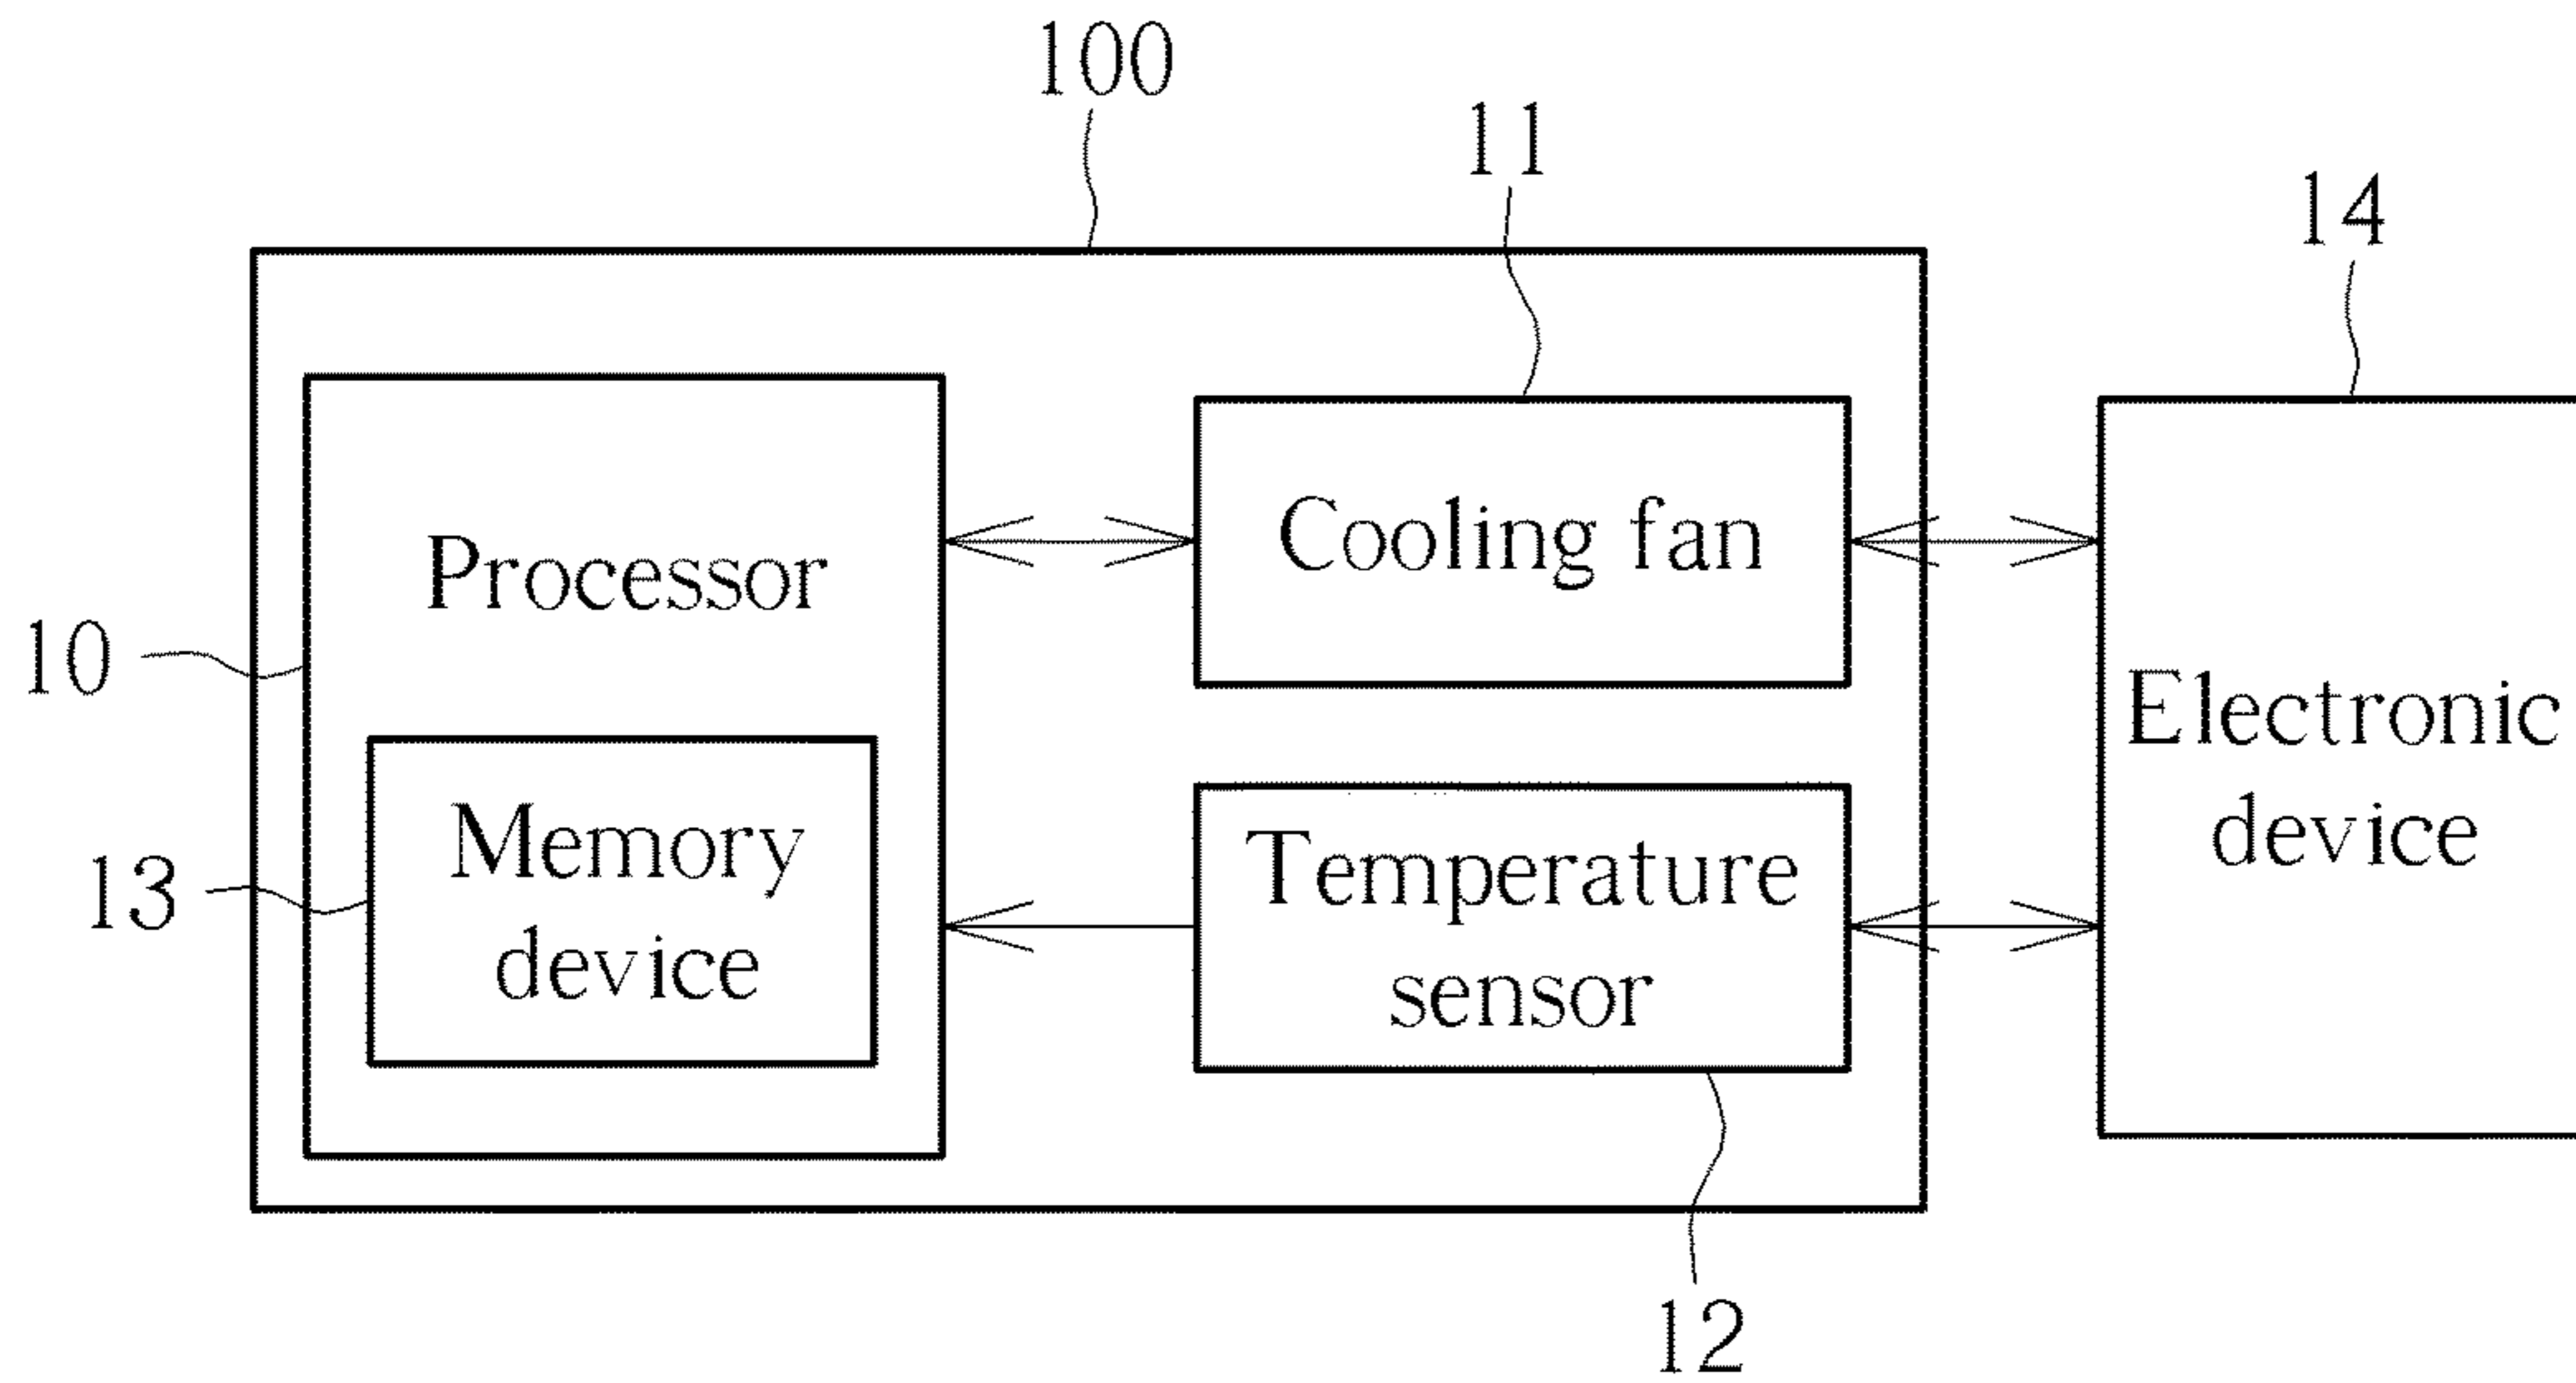 100
11
14
Processor
Cooling fan
10
Electronic
device
Memory
device
13
Temperature
sensor
12